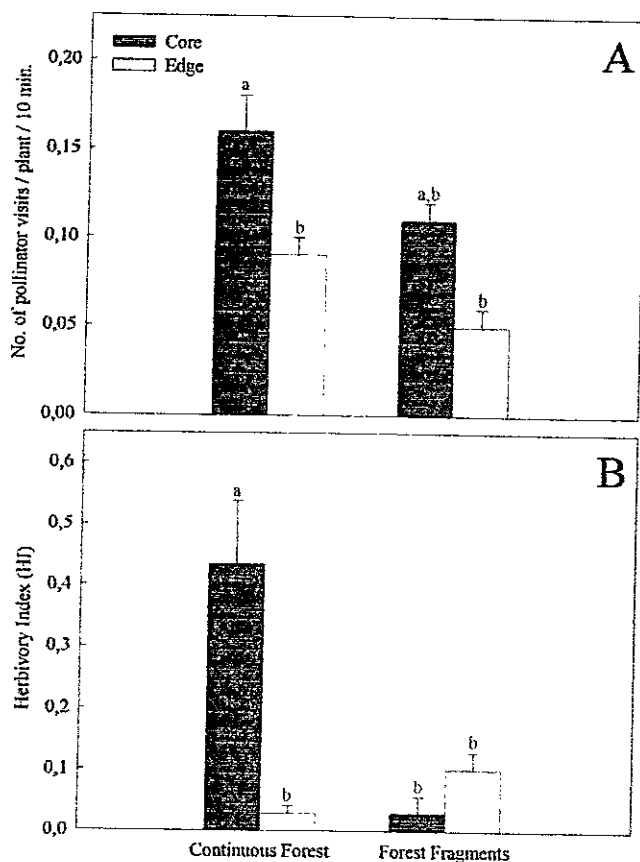 Core
Edge
A
No. of pollinator visits / plant / 10 min.
0,20
0,15
0,10
0,05
0,00
a
b
a,b
b
B
Herbivory Index (HI)
0,6
0,5
0,4
0,3
0,2
0,1
0,0
a
b
b
b
Continuous Forest
Forest Fragments